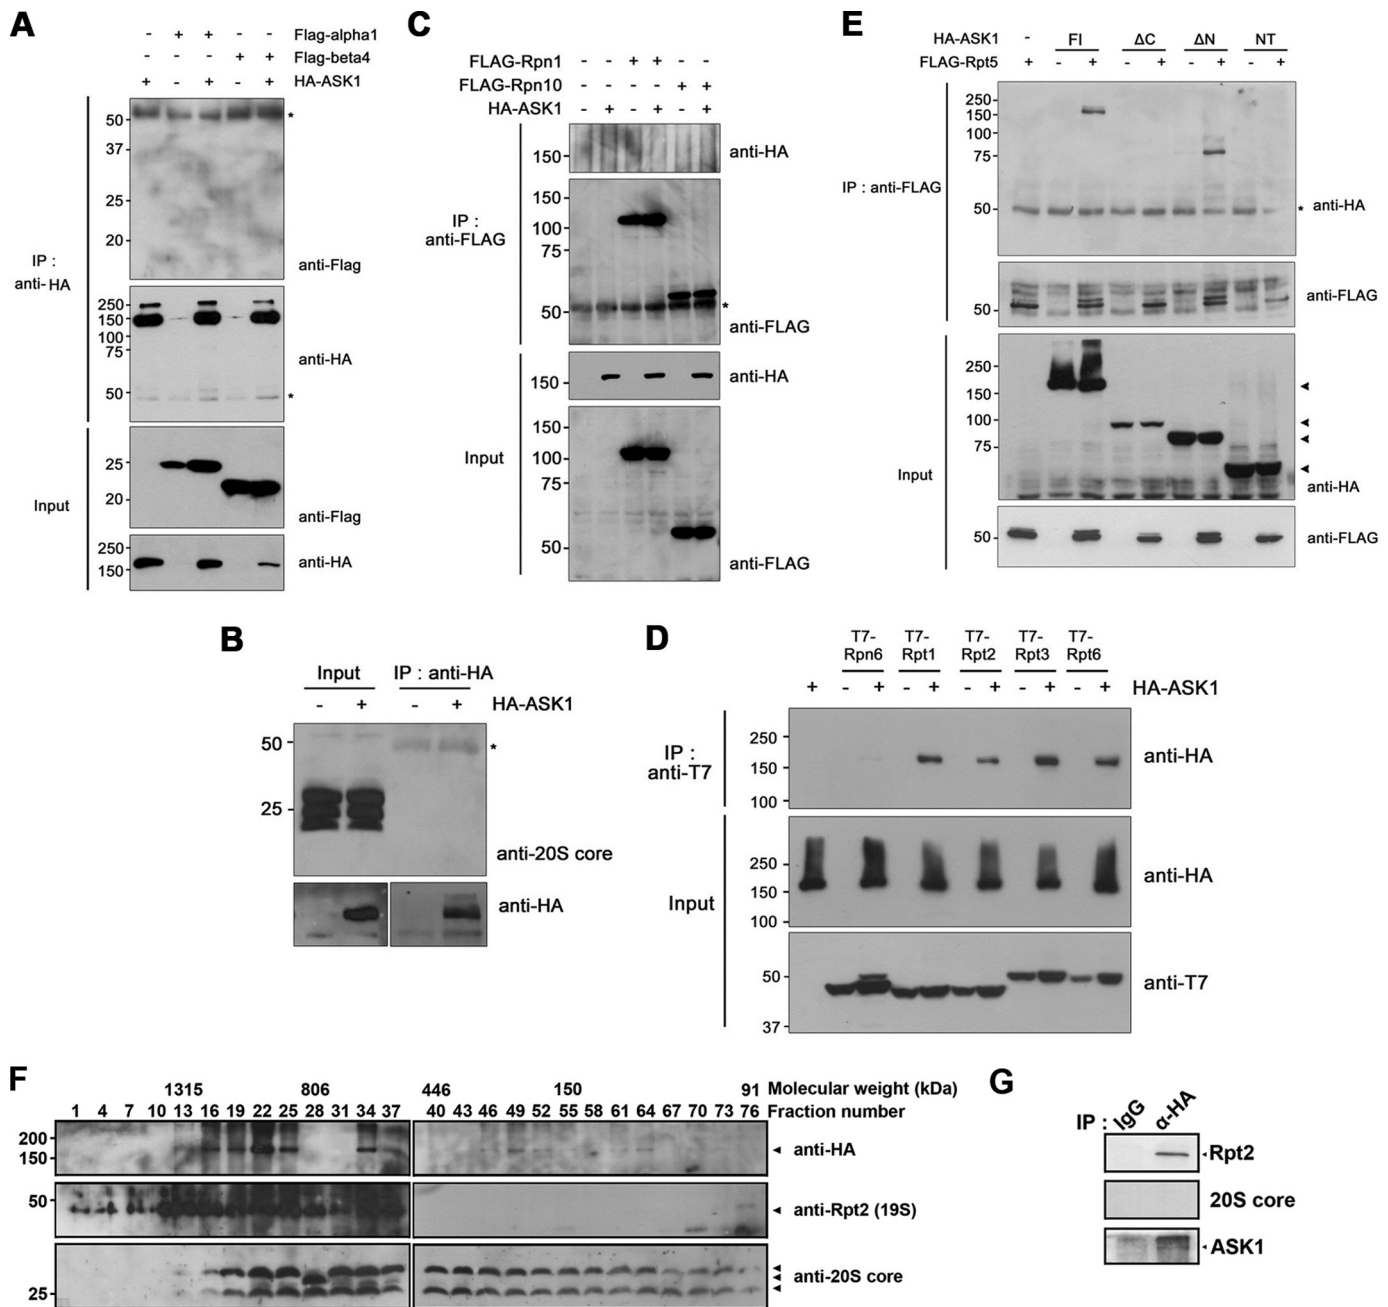 A
- + + - - Flag-alpha1
- - - + + Flag-beta4
+ - + - + HA-ASK1
IP :
anti-HA
50
37
25
20
*
anti-Flag
250
150
100
75
50
anti-HA
*
Input
25
20
anti-Flag
250
150
anti-HA
B
Input
IP : anti-HA
- + - + HA-ASK1
50
25
*
anti-20S core
anti-HA
C
FLAG-Rpn1 - - + + - -
FLAG-Rpn10 - - - - + +
HA-ASK1 - + - + - +
IP :
anti-FLAG
150
anti-HA
150
100
75
50
*
anti-FLAG
Input
150
anti-HA
150
100
75
50
anti-FLAG
D
T7-Rpn6
T7-Rpt1
T7-Rpt2
T7-Rpt3
T7-Rpt6
+ - + - + - + - + - + HA-ASK1
IP :
anti-T7
250
150
100
anti-HA
Input
250
150
100
anti-HA
50
37
anti-T7
E
HA-ASK1 - Fl ΔC ΔN NT
FLAG-Rpt5 + - + - + - + - +
IP : anti-FLAG
250
150
100
75
50
* anti-HA
50
anti-FLAG
Input
250
150
100
75
anti-HA
50
anti-FLAG
F
1315 806 446 150 91 Molecular weight (kDa)
1 4 7 10 13 16 19 22 25 28 31 34 37 40 43 46 49 52 55 58 61 64 67 70 73 76 Fraction number
200
150
anti-HA
50
anti-Rpt2 (19S)
25
anti-20S core
G
IP : IgG α-HA
Rpt2
20S core
ASK1